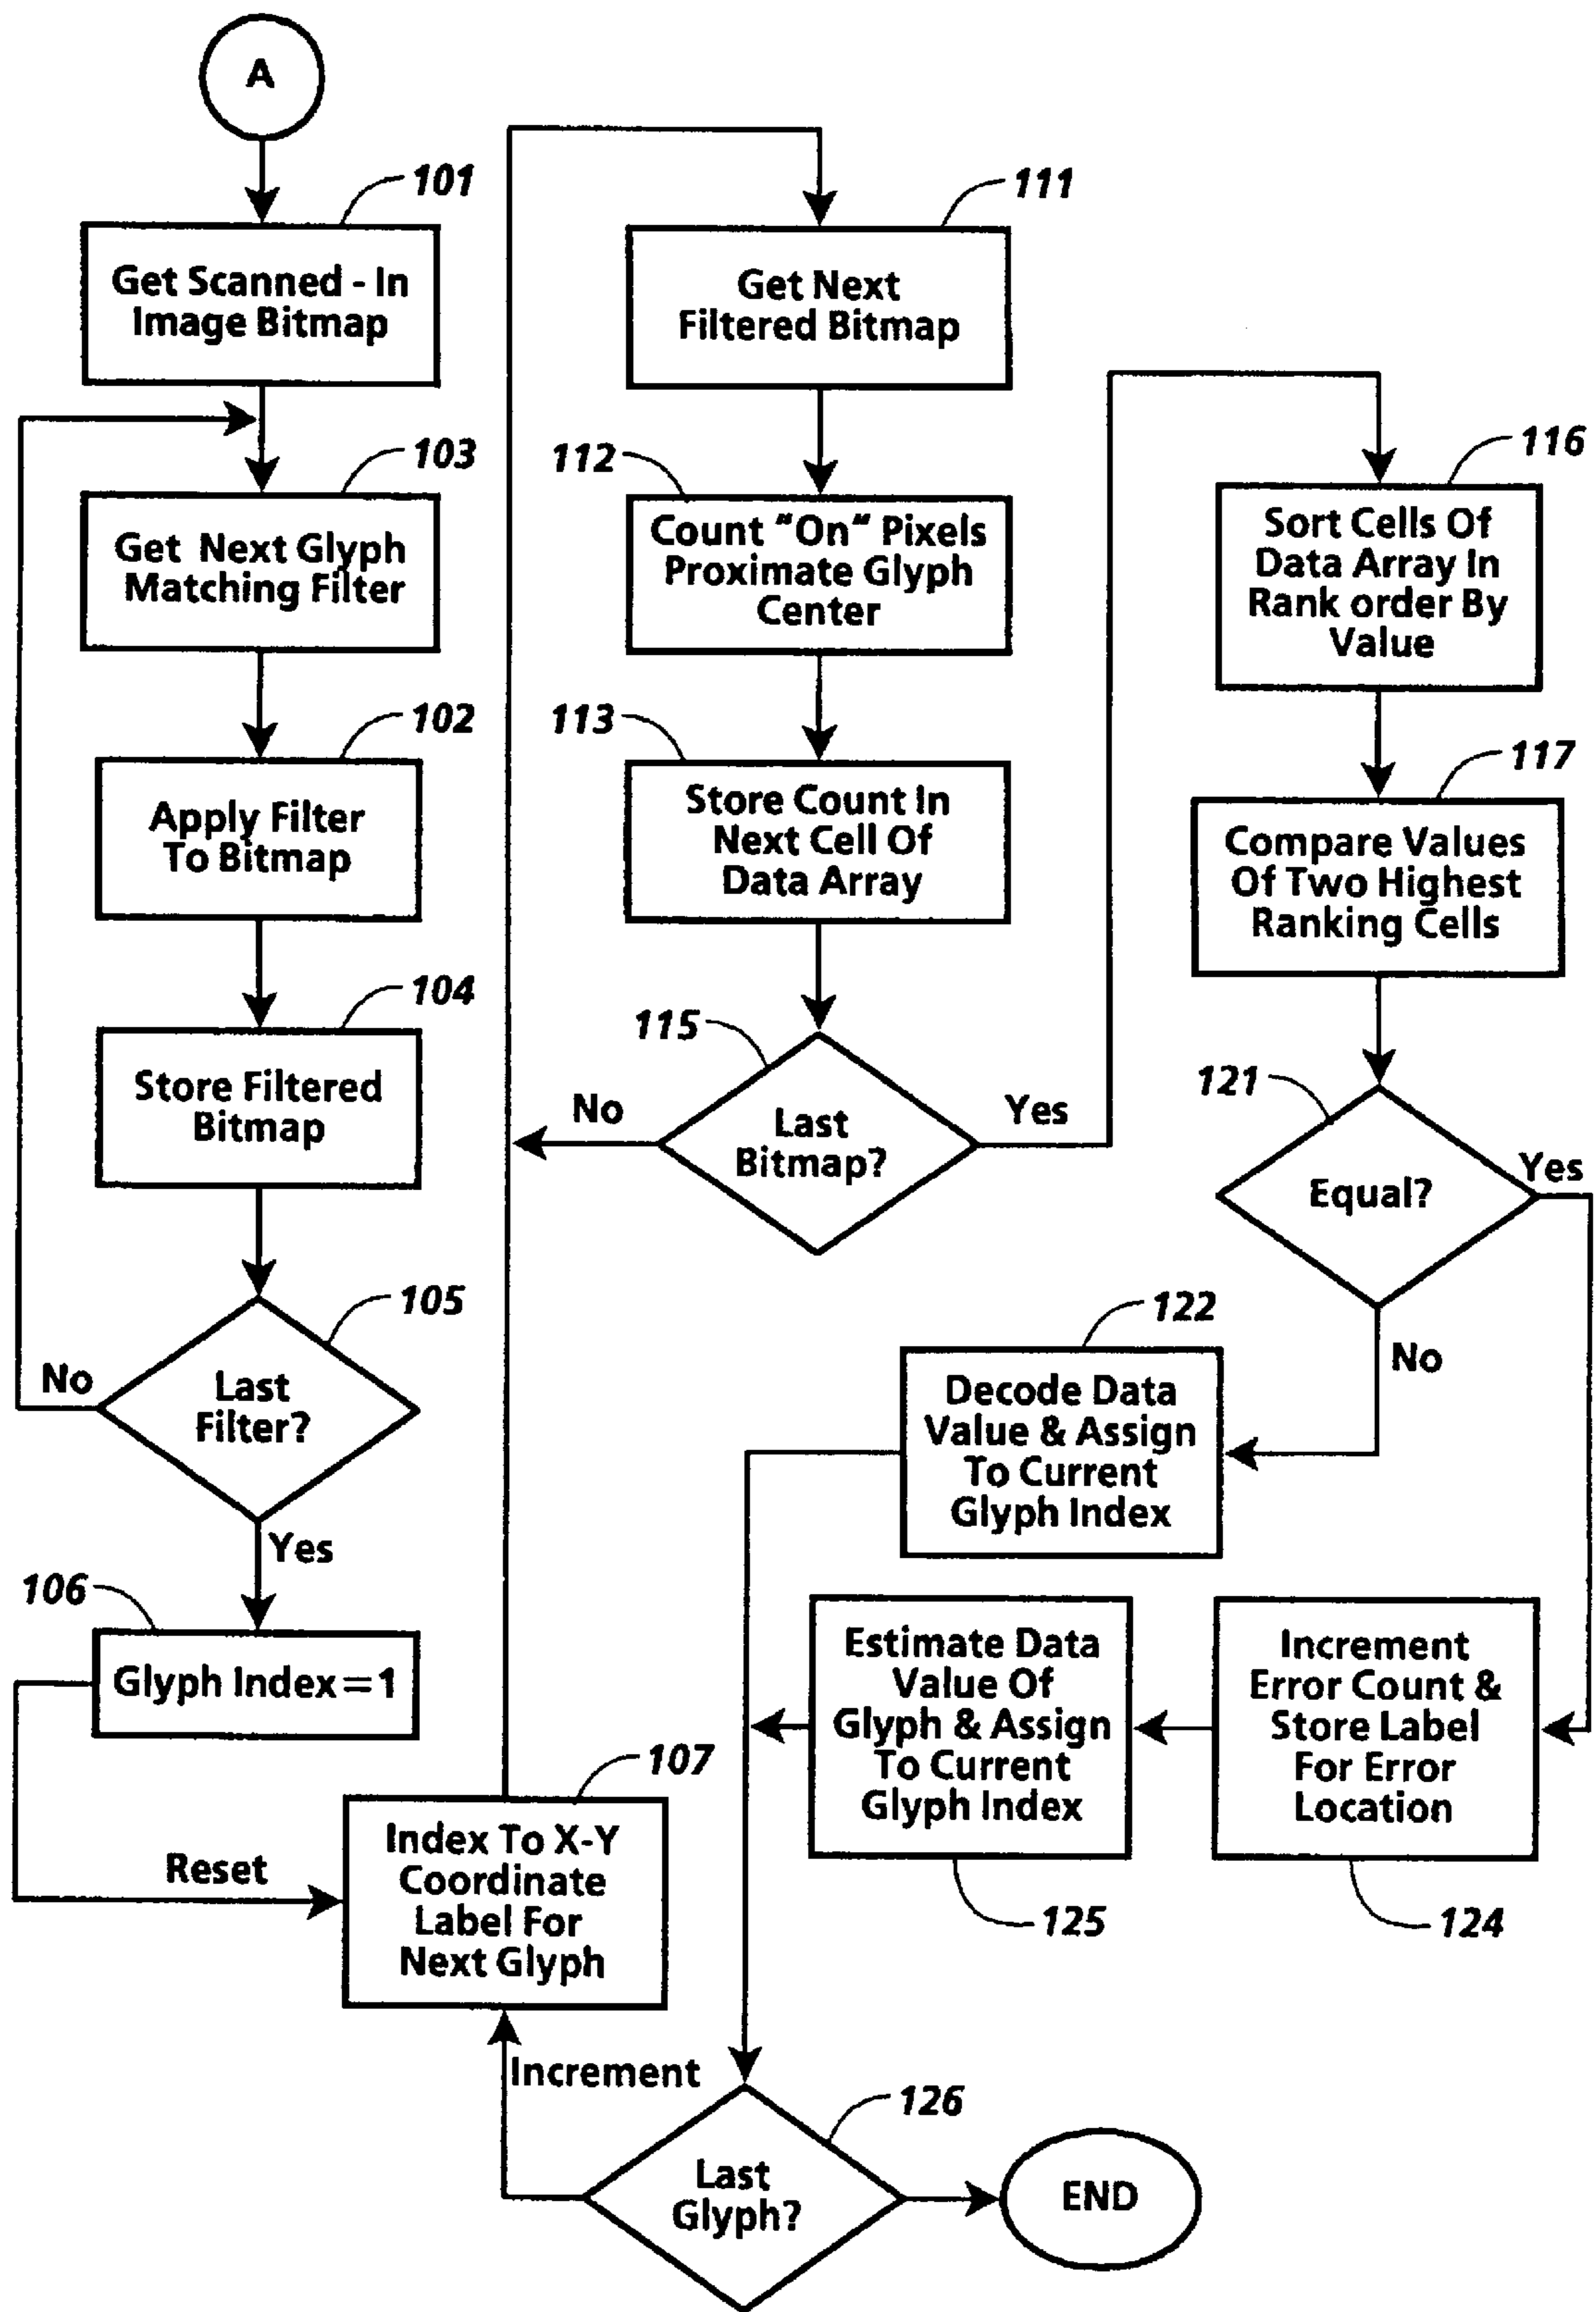 A
101
Get Scanned - In
Image Bitmap
103
Get Next Glyph
Matching Filter
102
Apply Filter
To Bitmap
104
Store Filtered
Bitmap
105
Last
Filter?
No
Yes
106
Glyph Index=1
Reset
107
Index To X-Y
Coordinate
Label For
Next Glyph
111
Get Next
Filtered Bitmap
112
Count "On" Pixels
Proximate Glyph
Center
113
Store Count In
Next Cell Of
Data Array
115
Last
Bitmap?
No
Yes
116
Sort Cells Of
Data Array In
Rank order By
Value
117
Compare Values
Of Two Highest
Ranking Cells
121
Equal?
Yes
No
122
Decode Data
Value & Assign
To Current
Glyph Index
Increment
Error Count &
Store Label
For Error
Location
124
Estimate Data
Value Of
Glyph & Assign
To Current
Glyph Index
125
126
Last
Glyph?
Increment
END